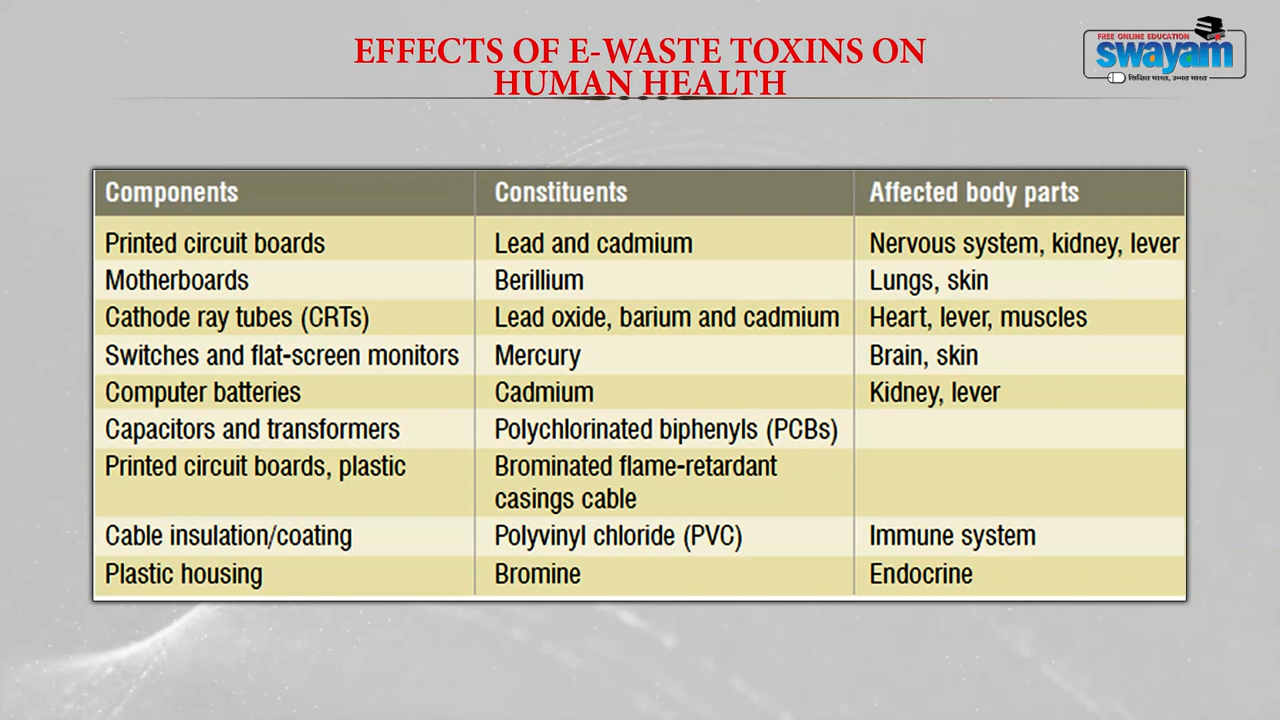 EFFECTS OF E-WASTE TOXINS ON
HUMAN HEALTH
FREE ONLINE EDUCATION
swayam
शिक्षित भारत, उन्नत भारत
Components Constituents Affected body parts
Printed circuit boards Lead and cadmium Nervous system, kidney, lever
Motherboards Berillium Lungs, skin
Cathode ray tubes (CRTs) Lead oxide, barium and cadmium Heart, lever, muscles
Switches and flat-screen monitors Mercury Brain, skin
Computer batteries Cadmium Kidney, lever
Capacitors and transformers Polychlorinated biphenyls (PCBs)
Printed circuit boards, plastic Brominated flame-retardant
casings cable
Cable insulation/coating Polyvinyl chloride (PVC) Immune system
Plastic housing Bromine Endocrine